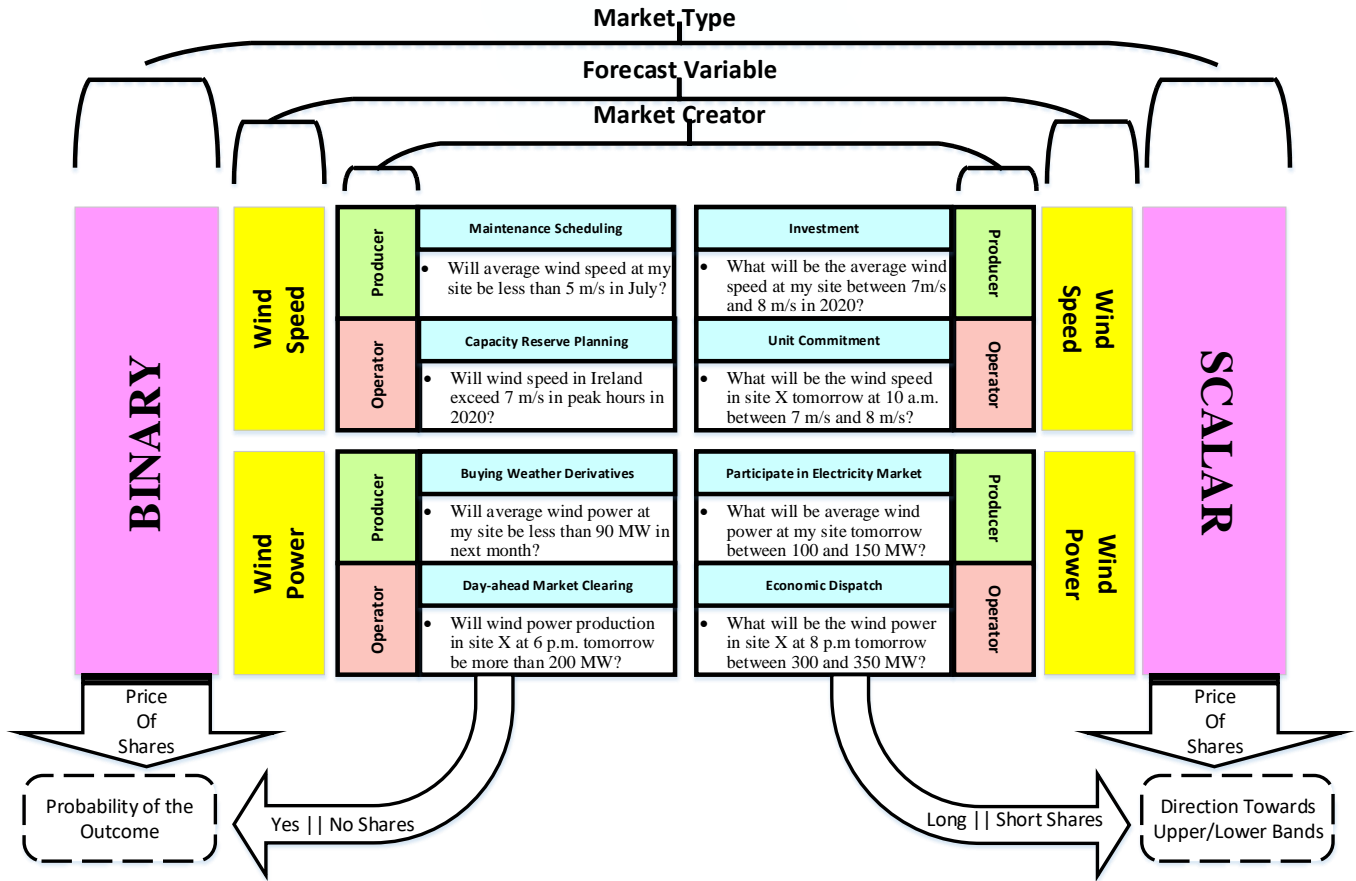 Market Type
Forecast Variable
Market Creator
BINARY
Wind
Speed
Producer
Maintenance Scheduling
• Will average wind speed at my
site be less than 5 m/s in July?
Operator
Capacity Reserve Planning
• Will wind speed in Ireland
exceed 7 m/s in peak hours in
2020?
Wind
Power
Producer
Buying Weather Derivatives
• Will average wind power at
my site be less than 90 MW in
next month?
Operator
Day-ahead Market Clearing
• Will wind power production
in site X at 6 p.m. tomorrow
be more than 200 MW?
Investment
• What will be the average wind
speed at my site between 7m/s
and 8 m/s in 2020?
Producer
Unit Commitment
• What will be the wind speed
in site X tomorrow at 10 a.m.
between 7 m/s and 8 m/s?
Operator
Wind
Speed
Participate in Electricity Market
• What will be average wind
power at my site tomorrow
between 100 and 150 MW?
Producer
Economic Dispatch
• What will be the wind power
in site X at 8 p.m tomorrow
between 300 and 350 MW?
Operator
Wind
Power
SCALAR
Price
Of
Shares
Probability of the
Outcome
Yes || No Shares
Long || Short Shares
Price
Of
Shares
Direction Towards
Upper/Lower Bands